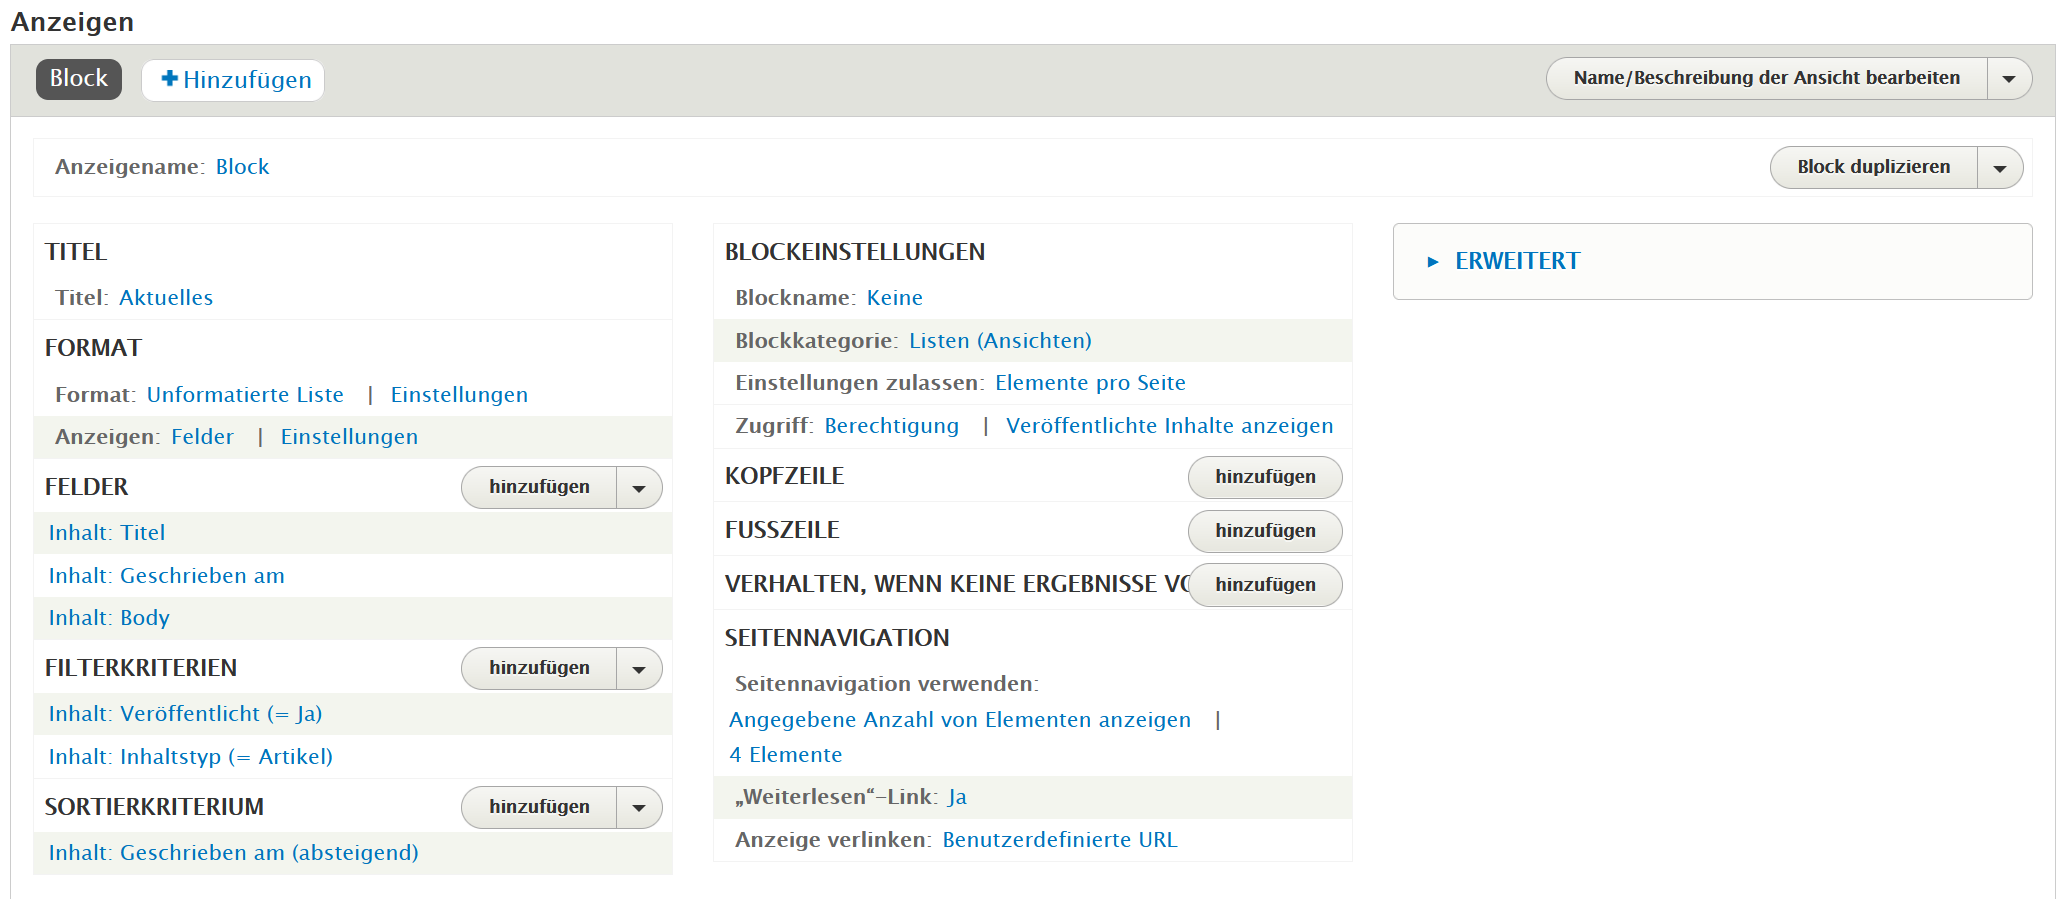 Anzeigen
Block
Hinzufügen
Name/Beschreibung der Ansicht bearbeiten
Anzeigename: Block
Block duplizieren
TITEL
Titel: Aktuelles
FORMAT
Format: Unformatierte Liste | Einstellungen
Anzeigen: Felder | Einstellungen
FELDER
hinzufügen
Inhalt: Titel
Inhalt: Geschrieben am
Inhalt: Body
FILTERKRITERIEN
hinzufügen
Inhalt: Veröffentlicht (= Ja)
Inhalt: Inhaltstyp (= Artikel)
SORTIERKRITERIUM
hinzufügen
Inhalt: Geschrieben am (absteigend)
BLOCKEINSTELLUNGEN
Blockname: Keine
Blockkategorie: Listen (Ansichten)
Einstellungen zulassen: Elemente pro Seite
Zugriff: Berechtigung | Veröffentlichte Inhalte anzeigen
KOPFZEILE
hinzufügen
FUSSZEILE
hinzufügen
VERHALTEN, WENN KEINE ERGEBNISSE
hinzufügen
SEITENNAVIGATION
Seitennavigation verwenden:
Angegebene Anzahl von Elementen anzeigen |
4 Elemente
„Weiterlesen“-Link: Ja
Anzeige verlinken: Benutzerdefinierte URL
ERWEITERT